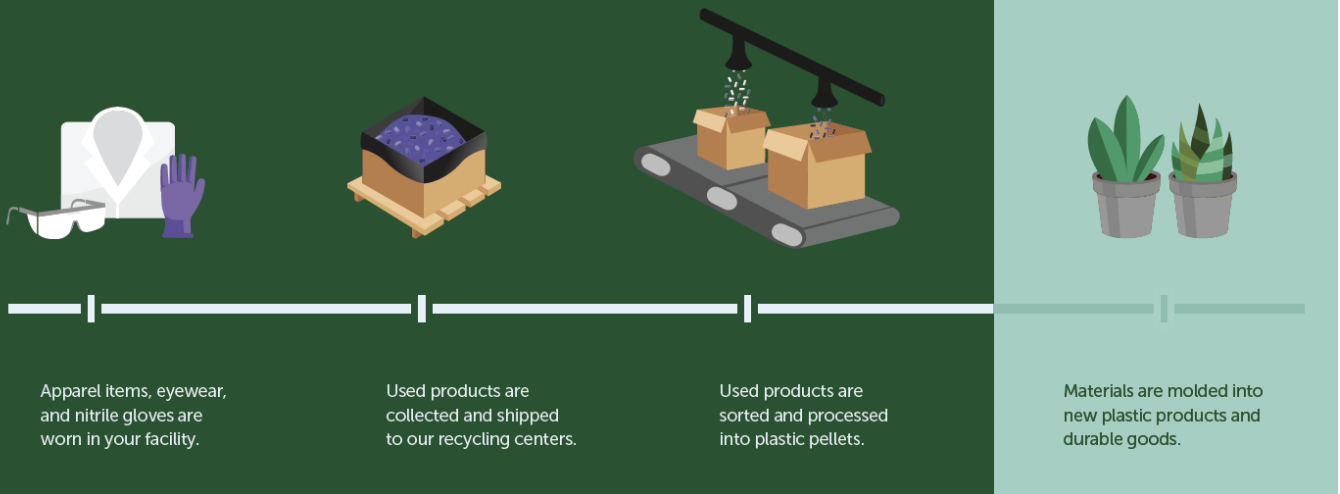 Apparel items, eyewear,
and nitrile gloves are
worn in your facility.
Used products are
collected and shipped
to our recycling centers.
Used products are
sorted and processed
into plastic pellets.
Materials are molded into
new plastic products and
durable goods.